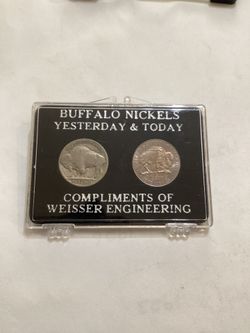 BUFFALO NICKELS
YESTERDAY & TODAY
COMPLIMENTS OF
WEISSER ENGINEERING